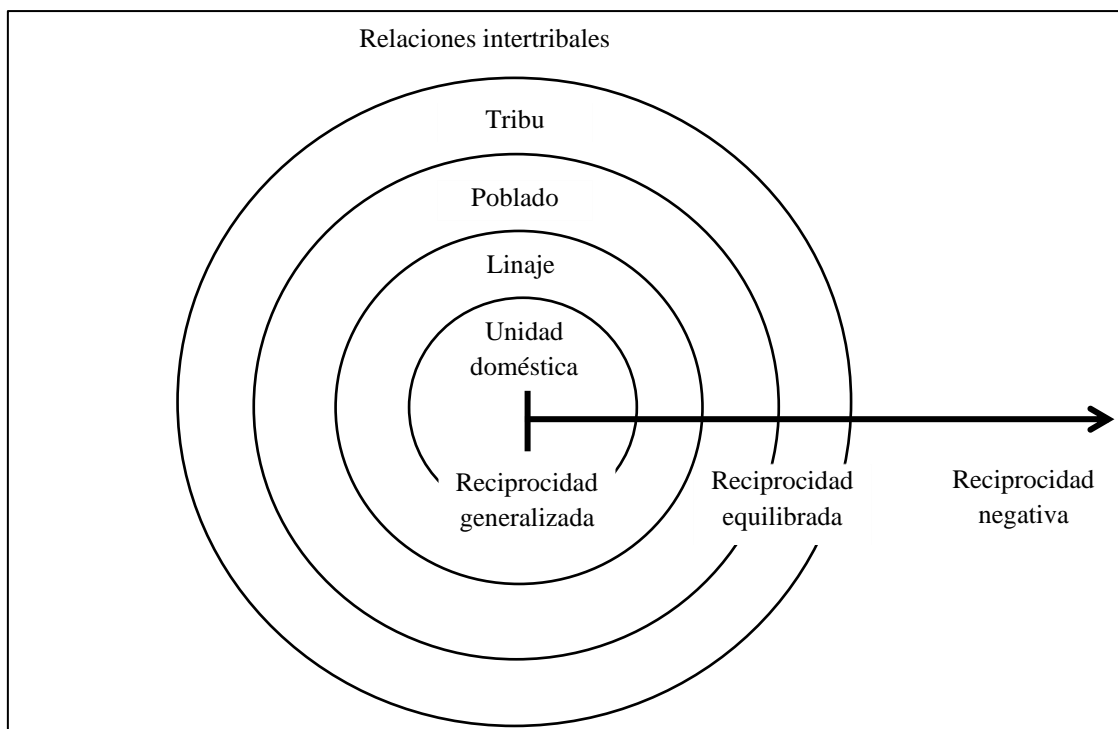 Relaciones intertribales
Tribu
Poblado
Linaje
Unidad
doméstica
Reciprocidad
generalizada
Reciprocidad
equilibrada
Reciprocidad
negativa